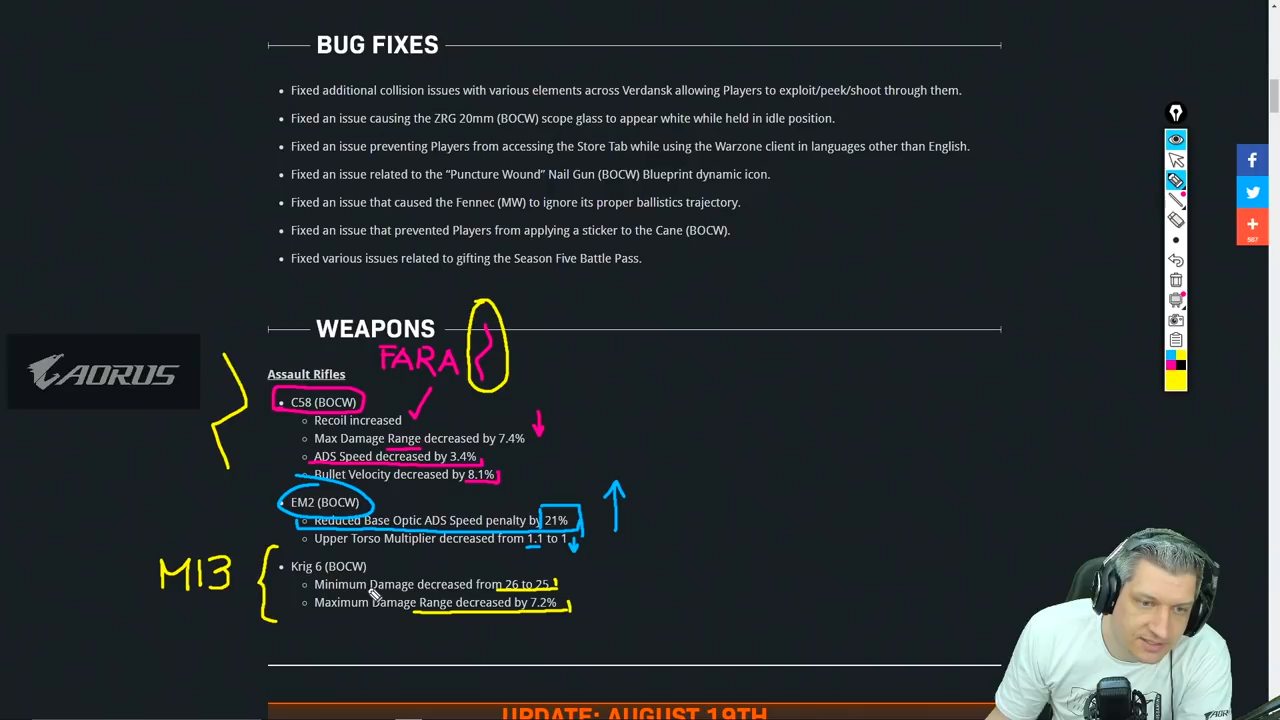 BUG FIXES
Fixed additional collision issues with various elements across Verdansk allowing Players to exploit/peek/shoot through them.
Fixed an issue causing the ZRG 20mm (BOCW) scope glass to appear white while held in idle position.
Fixed an issue preventing Players from accessing the Store Tab while using the Warzone client in languages other than English.
Fixed an issue related to the “Puncture Wound” Nail Gun (BOCW) Blueprint dynamic icon.
Fixed an issue that caused the Fennec (MW) to ignore its proper ballistics trajectory.
Fixed an issue that prevented Players from applying a sticker to the Cane (BOCW).
Fixed various issues related to gifting the Season Five Battle Pass.
WEAPONS
FARA
AORUS
Assault Rifles
C58 (BOCW)
Recoil increased
Max Damage Range decreased by 7.4%
ADS Speed decreased by 3.4%
Bullet Velocity decreased by 8.1%
EM2 (BOCW)
Reduced Base Optic ADS Speed penalty by 21%
Upper Torso Multiplier decreased from 1.1 to 1
M13
Krig 6 (BOCW)
Minimum Damage decreased from 26 to 25
Maximum Damage Range decreased by 7.2%
UPDATE: AUGUST 19TH